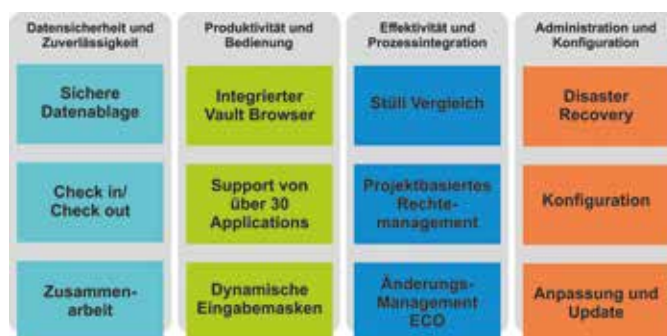 Datensicherheit und
Zuverlässigkeit
Sichere
Datenablage
Check in/
Check out
Zusammen-
arbeit
Produktivität und
Bedienung
Integrierter
Vault Browser
Support von
über 30
Applications
Dynamische
Eingabemasken
Effektivität und
Prozessintegration
Stüli Vergleich
Projektbasiertes
Rechte-
management
Änderungs-
Management
ECO
Administration und
Konfiguration
Disaster
Recovery
Konfiguration
Anpassung und
Update